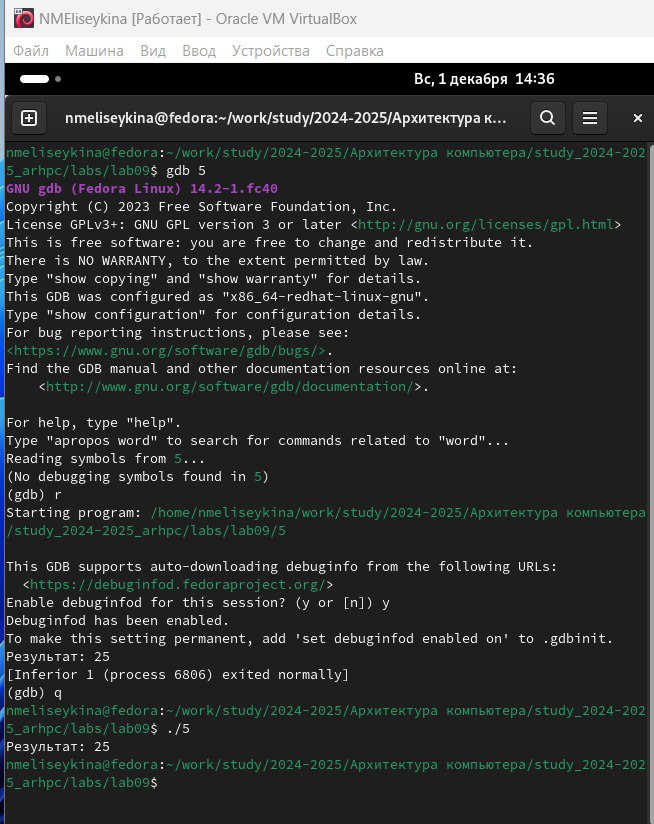 NMEliseykina [Работает] - Oracle VM VirtualBox
Файл Машина Вид Ввод Устройства Справка
Вс, 1 декабря 14:36
nmeliseykina@fedora:~/work/study/2024-2025/Архитектура к...
nmeliseykina@fedora:~/work/study/2024-2025/Архитектура компьютера/study_2024-202
5_arhpc/labs/lab09$ gdb 5
GNU gdb (Fedora Linux) 14.2-1.fc40
Copyright (C) 2023 Free Software Foundation, Inc.
License GPLv3+: GNU GPL version 3 or later <http://gnu.org/licenses/gpl.html>
This is free software: you are free to change and redistribute it.
There is NO WARRANTY, to the extent permitted by law.
Type "show copying" and "show warranty" for details.
This GDB was configured as "x86_64-redhat-linux-gnu".
Type "show configuration" for configuration details.
For bug reporting instructions, please see:
<https://www.gnu.org/software/gdb/bugs/>.
Find the GDB manual and other documentation resources online at:
    <http://www.gnu.org/software/gdb/documentation/>.
For help, type "help".
Type "apropos word" to search for commands related to "word"...
Reading symbols from 5...
(No debugging symbols found in 5)
(gdb) r
Starting program: /home/nmeliseykina/work/study/2024-2025/Архитектура компьютера
/study_2024-2025_arhpc/labs/lab09/5
This GDB supports auto-downloading debuginfo from the following URLs:
  <https://debuginfod.fedoraproject.org/>
Enable debuginfod for this session? (y or [n]) y
Debuginfod has been enabled.
To make this setting permanent, add 'set debuginfod enabled on' to .gdbinit.
Результат: 25
[Inferior 1 (process 6806) exited normally]
(gdb) q
nmeliseykina@fedora:~/work/study/2024-2025/Архитектура компьютера/study_2024-202
5_arhpc/labs/lab09$ ./5
Результат: 25
nmeliseykina@fedora:~/work/study/2024-2025/Архитектура компьютера/study_2024-202
5_arhpc/labs/lab09$